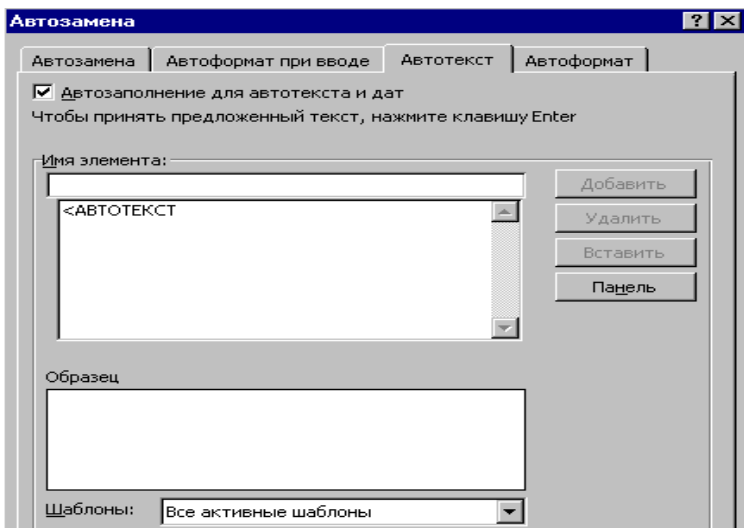 Автозамена
Автозамена Автоформат при вводе Автотекст Автоформат
Автозаполнение для автотекста и дат
Чтобы принять предложенный текст, нажмите клавишу Enter
Имя элемента:
Добавить
<АВТОТЕКСТ
Удалить
Вставить
Панель
Образец
Шаблоны: Все активные шаблоны